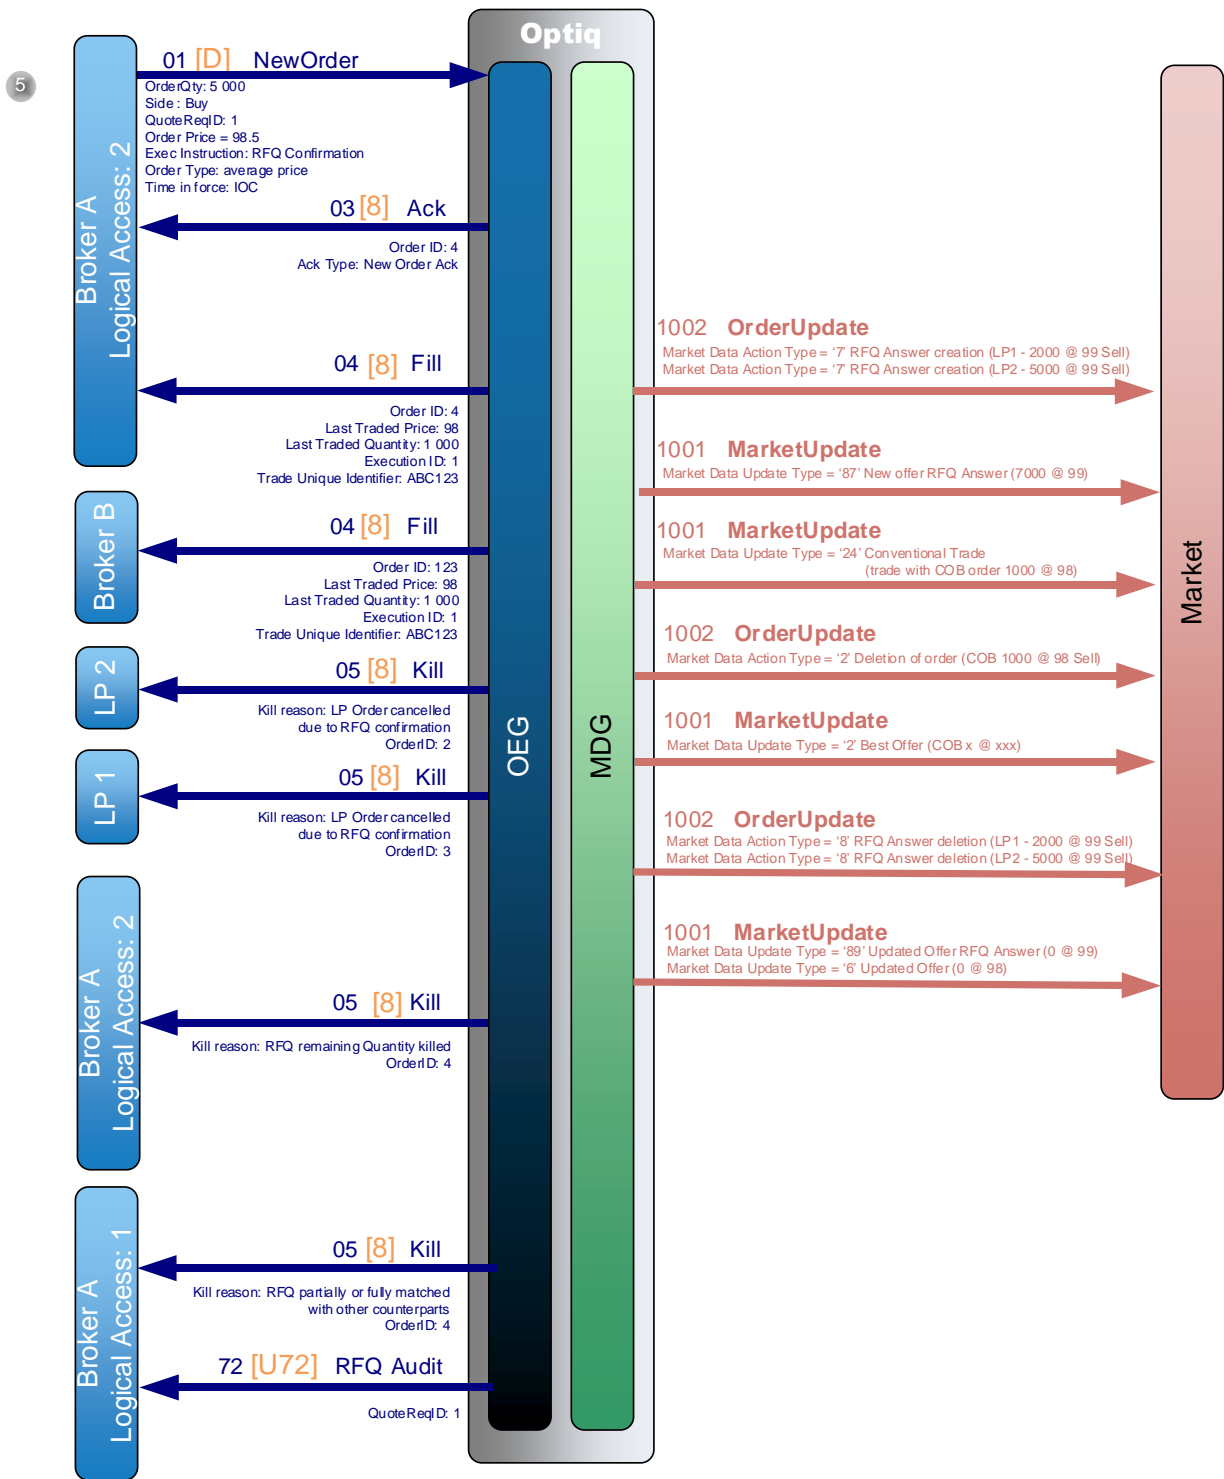 Optiq
5
01 [D] NewOrder
OrderQty: 5 000
Side : Buy
QuoteReqID: 1
Order Price = 98.5
Exec Instruction: RFQ Confirmation
Order Type: average price
Time in force: IOC
Broker A
Logical Access: 2
03 [8] Ack
Order ID: 4
Ack Type: New Order Ack
04 [8] Fill
Order ID: 4
Last Traded Price: 98
Last Traded Quantity: 1 000
Execution ID: 1
Trade Unique Identifier: ABC123
Broker B
04 [8] Fill
Order ID: 123
Last Traded Price: 98
Last Traded Quantity: 1 000
Execution ID: 1
Trade Unique Identifier: ABC123
LP 2
05 [8] Kill
Kill reason: LP Order cancelled
due to RFQ confirmation
OrderID: 2
LP 1
05 [8] Kill
Kill reason: LP Order cancelled
due to RFQ confirmation
OrderID: 3
Broker A
Logical Access: 2
05 [8] Kill
Kill reason: RFQ remaining Quantity killed
OrderID: 4
Broker A
Logical Access: 1
05 [8] Kill
Kill reason: RFQ partially or fully matched
with other counterparts
OrderID: 4
72 [U72] RFQ Audit
QuoteReqID: 1
OEG
MDG
1002 OrderUpdate
Market Data Action Type = ‘7’ RFQ Answer creation (LP1 - 2000 @ 99 Sell)
Market Data Action Type = ‘7’ RFQ Answer creation (LP2 - 5000 @ 99 Sell)
1001 MarketUpdate
Market Data Update Type = ‘87’ New offer RFQ Answer (7000 @ 99)
1001 MarketUpdate
Market Data Update Type = ‘24’ Conventional Trade
(trade with COB order 1000 @ 98)
1002 OrderUpdate
Market Data Action Type = ‘2’ Deletion of order (COB 1000 @ 98 Sell)
1001 MarketUpdate
Market Data Update Type = ‘2’ Best Offer (COB x @ xxx)
1002 OrderUpdate
Market Data Action Type = ‘8’ RFQ Answer deletion (LP1 - 2000 @ 99 Sell)
Market Data Action Type = ‘8’ RFQ Answer deletion (LP2 - 5000 @ 99 Sell)
1001 MarketUpdate
Market Data Update Type = ‘89’ Updated Offer RFQ Answer (0 @ 99)
Market Data Update Type = ‘6’ Updated Offer (0 @ 98)
Market